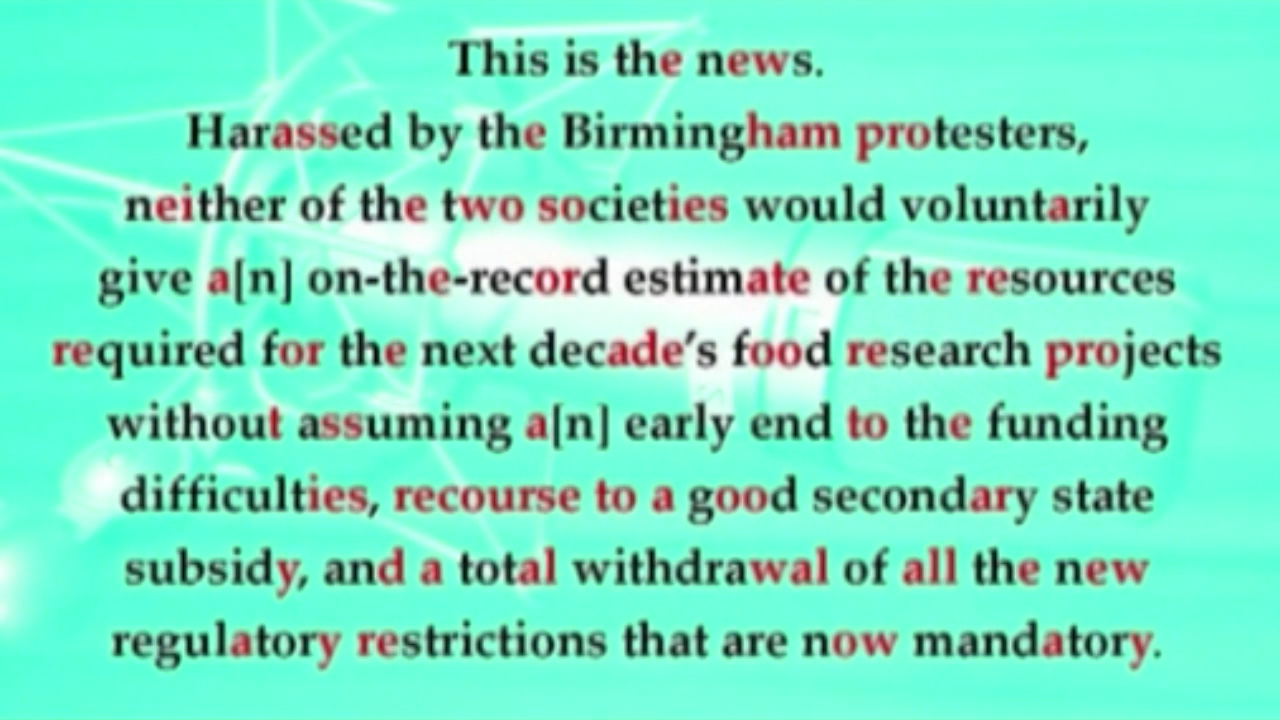 This is the news.
Harassed by the Birmingham protesters,
neither of the two societies would voluntarily
give a[n] on-the-record estimate of the resources
required for the next decade's food research projects
without assuming a[n] early end to the funding
difficulties, recourse to a good secondary state
subsidy, and a total withdrawal of all the new
regulatory restrictions that are now mandatory.